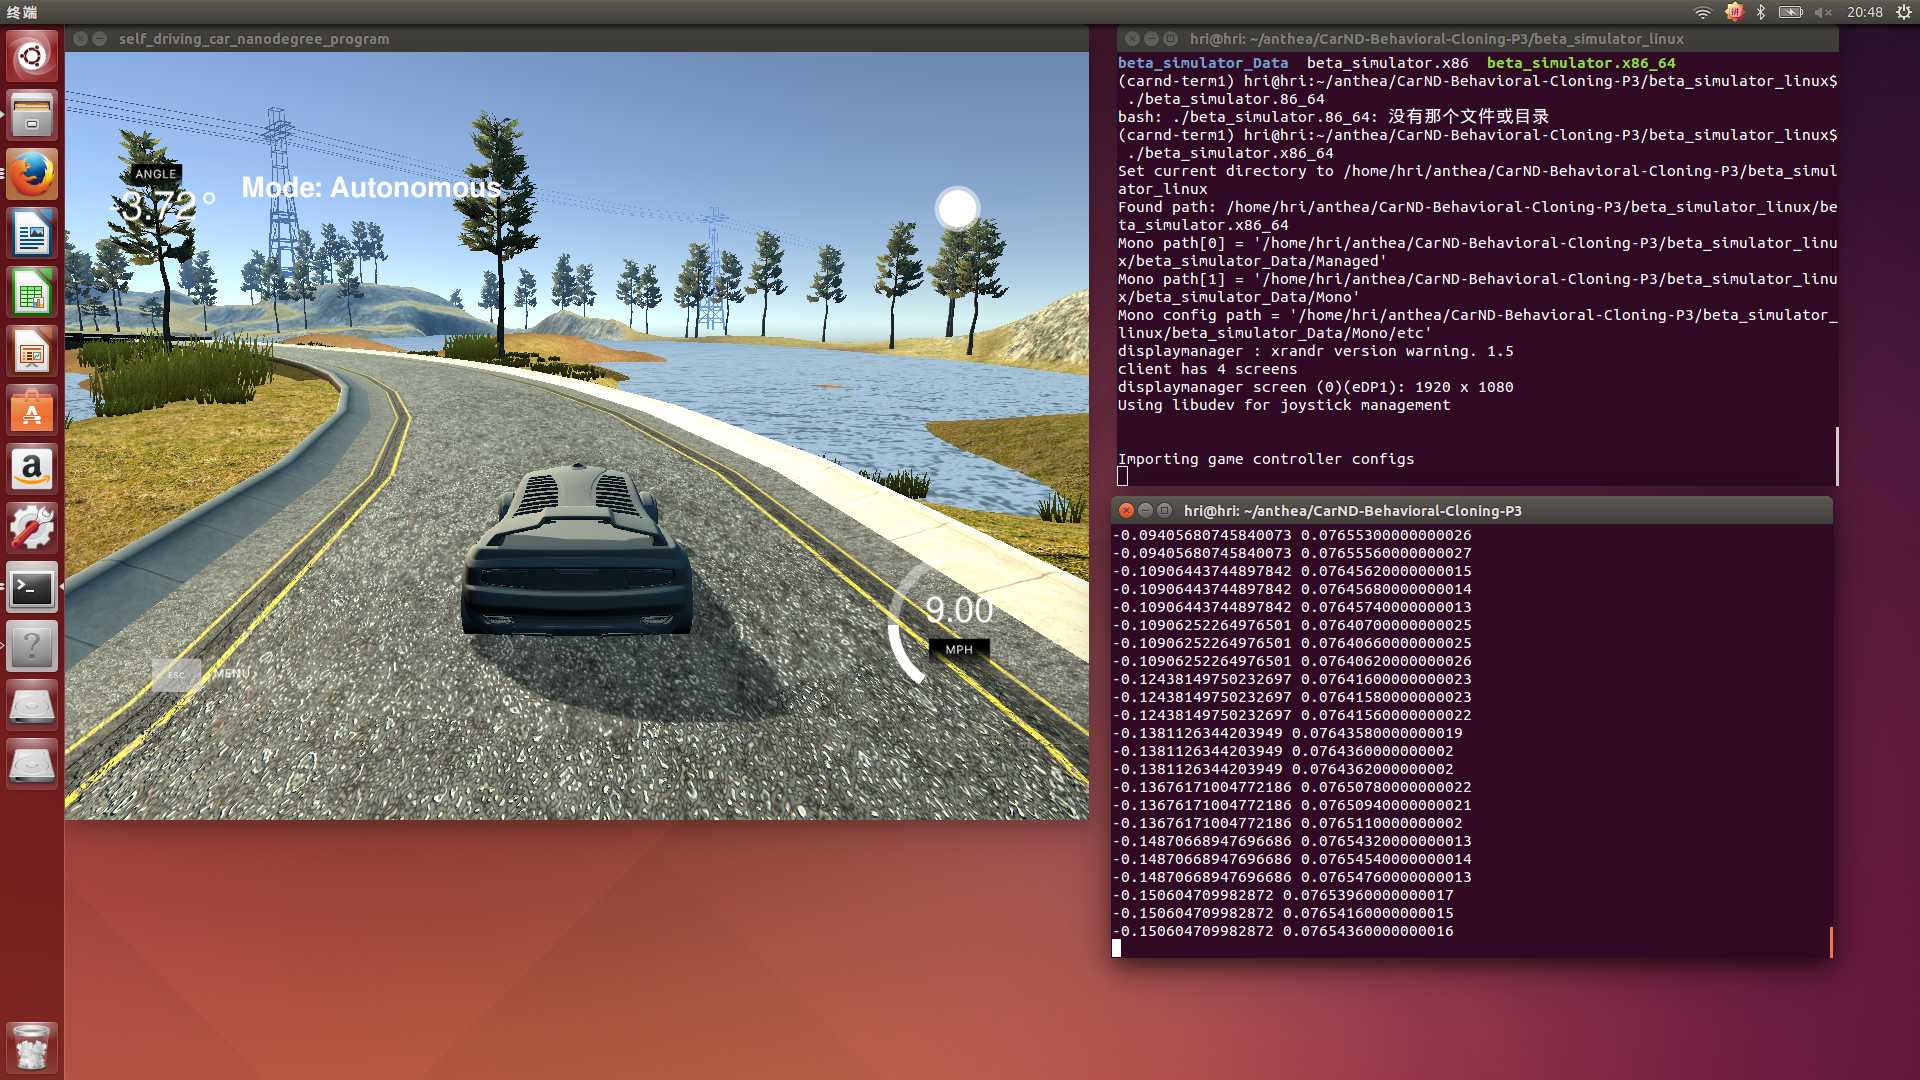 终端
20:48
self_driving_car_nanodegree_program
ANGLE
-3.72°
Mode: Autonomous
9.00
MPH
ESC
MENU
hri@hri: ~/anthea/CarND-Behavioral-Cloning-P3/beta_simulator_linux
beta_simulator_Data  beta_simulator.x86  beta_simulator.x86_64
(carnd-term1) hri@hri:~/anthea/CarND-Behavioral-Cloning-P3/beta_simulator_linux$
./beta_simulator.86_64
bash: ./beta_simulator.86_64: 没有那个文件或目录
(carnd-term1) hri@hri:~/anthea/CarND-Behavioral-Cloning-P3/beta_simulator_linux$
./beta_simulator.x86_64
Set current directory to /home/hri/anthea/CarND-Behavioral-Cloning-P3/beta_simul
ator_linux
Found path: /home/hri/anthea/CarND-Behavioral-Cloning-P3/beta_simulator_linux/be
ta_simulator.x86_64
Mono path[0] = '/home/hri/anthea/CarND-Behavioral-Cloning-P3/beta_simulator_linu
x/beta_simulator_Data/Managed'
Mono path[1] = '/home/hri/anthea/CarND-Behavioral-Cloning-P3/beta_simulator_linu
x/beta_simulator_Data/Mono'
Mono config path = '/home/hri/anthea/CarND-Behavioral-Cloning-P3/beta_simulator_
linux/beta_simulator_Data/Mono/etc'
displaymanager : xrandr version warning. 1.5
client has 4 screens
displaymanager screen (0)(eDP1): 1920 x 1080
Using libudev for joystick management
Importing game controller configs
hri@hri: ~/anthea/CarND-Behavioral-Cloning-P3
-0.09405680745840073 0.07655300000000026
-0.09405680745840073 0.07655560000000027
-0.10906443744897842 0.07645620000000015
-0.10906443744897842 0.07645680000000014
-0.10906443744897842 0.07645740000000013
-0.10906252264976501 0.07640700000000025
-0.10906252264976501 0.07640660000000025
-0.10906252264976501 0.07640620000000026
-0.12438149750232697 0.07641600000000023
-0.12438149750232697 0.07641580000000023
-0.12438149750232697 0.07641560000000022
-0.1381126344203949 0.07643580000000019
-0.1381126344203949 0.0764360000000002
-0.1381126344203949 0.0764362000000002
-0.13676171004772186 0.07650780000000022
-0.13676171004772186 0.07650940000000021
-0.13676171004772186 0.0765110000000002
-0.14870668947696686 0.07654320000000013
-0.14870668947696686 0.07654540000000014
-0.14870668947696686 0.07654760000000013
-0.150604709982872 0.07653960000000017
-0.150604709982872 0.07654160000000015
-0.150604709982872 0.07654360000000016